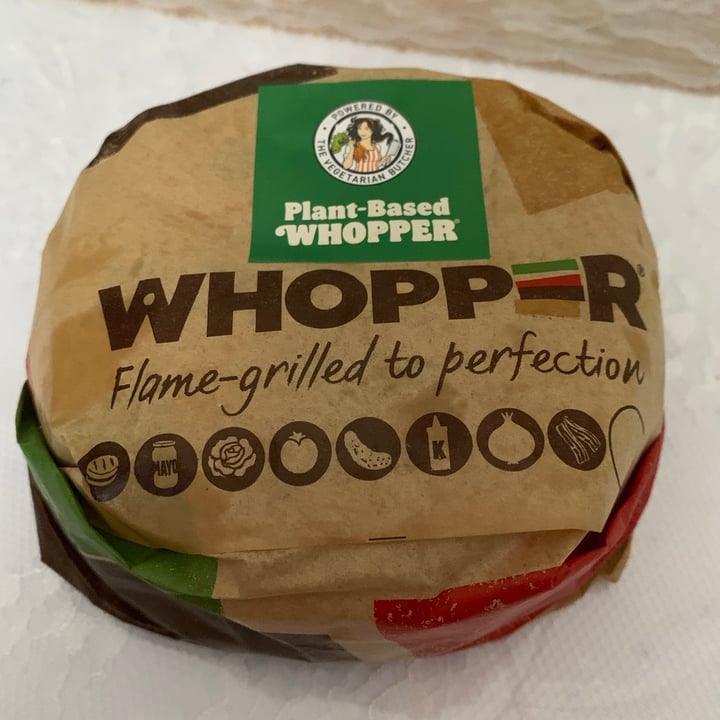 POWERED BY
THE VEGETARIAN BUTCHER
Plant-Based
WHOPPER®
WHOPPER®
Flame-grilled to perfection
MAYO
K